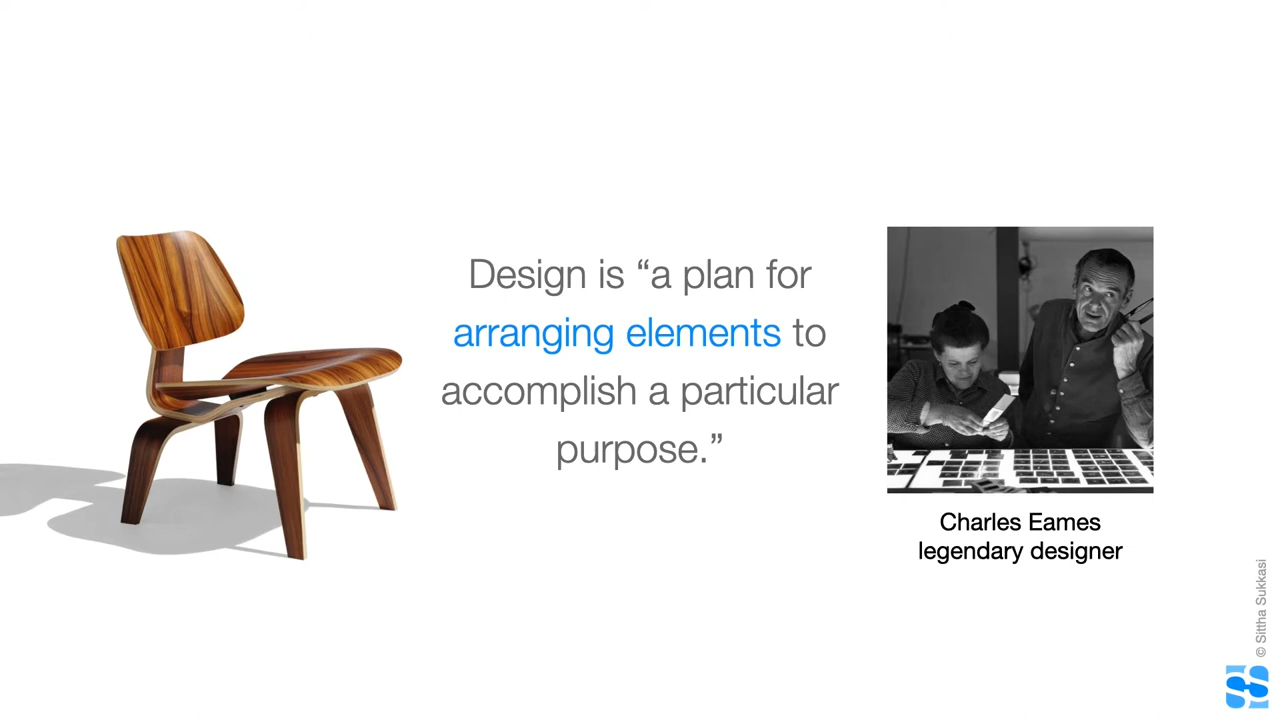 Design is “a plan for
arranging elements to
accomplish a particular
purpose.”
Charles Eames
legendary designer
© Sittha Sukkasi